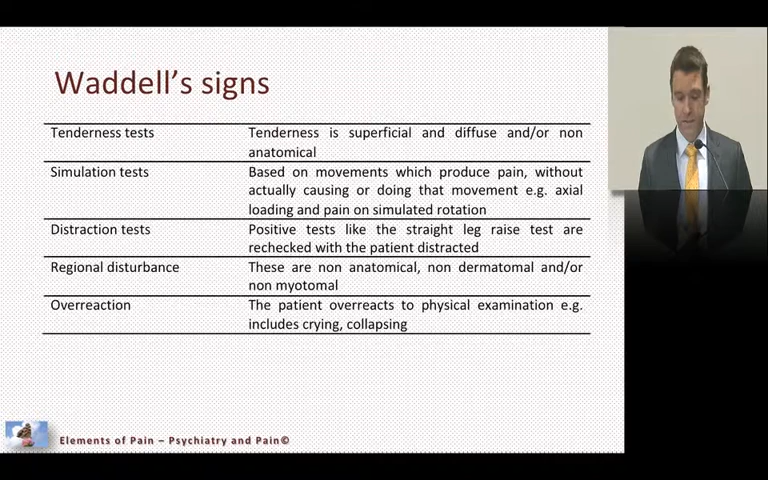 Waddell's signs
Tenderness tests
Tenderness is superficial and diffuse and/or non
anatomical
Simulation tests
Based on movements which produce pain, without
actually causing or doing that movement e.g. axial
loading and pain on simulated rotation
Distraction tests
Positive tests like the straight leg raise test are
rechecked with the patient distracted
Regional disturbance
These are non anatomical, non dermatomal and/or
non myotomal
Overreaction
The patient overreacts to physical examination e.g.
includes crying, collapsing
Elements of Pain – Psychiatry and Pain©